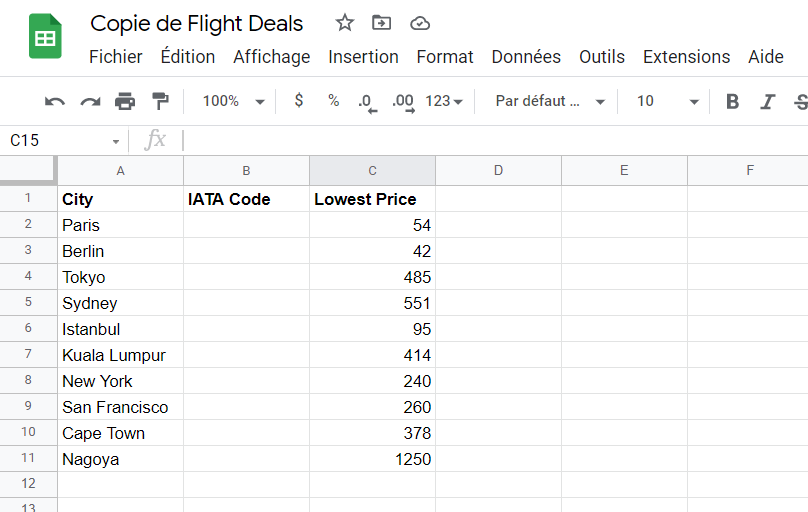 Copie de Flight Deals
Fichier Édition Affichage Insertion Format Données Outils Extensions Aide
100% $ % .0 .00 123 Par défaut ... 10 B I S
C15 fx
A B C D E F
1 City IATA Code Lowest Price
2 Paris 54
3 Berlin 42
4 Tokyo 485
5 Sydney 551
6 Istanbul 95
7 Kuala Lumpur 414
8 New York 240
9 San Francisco 260
10 Cape Town 378
11 Nagoya 1250
12
13